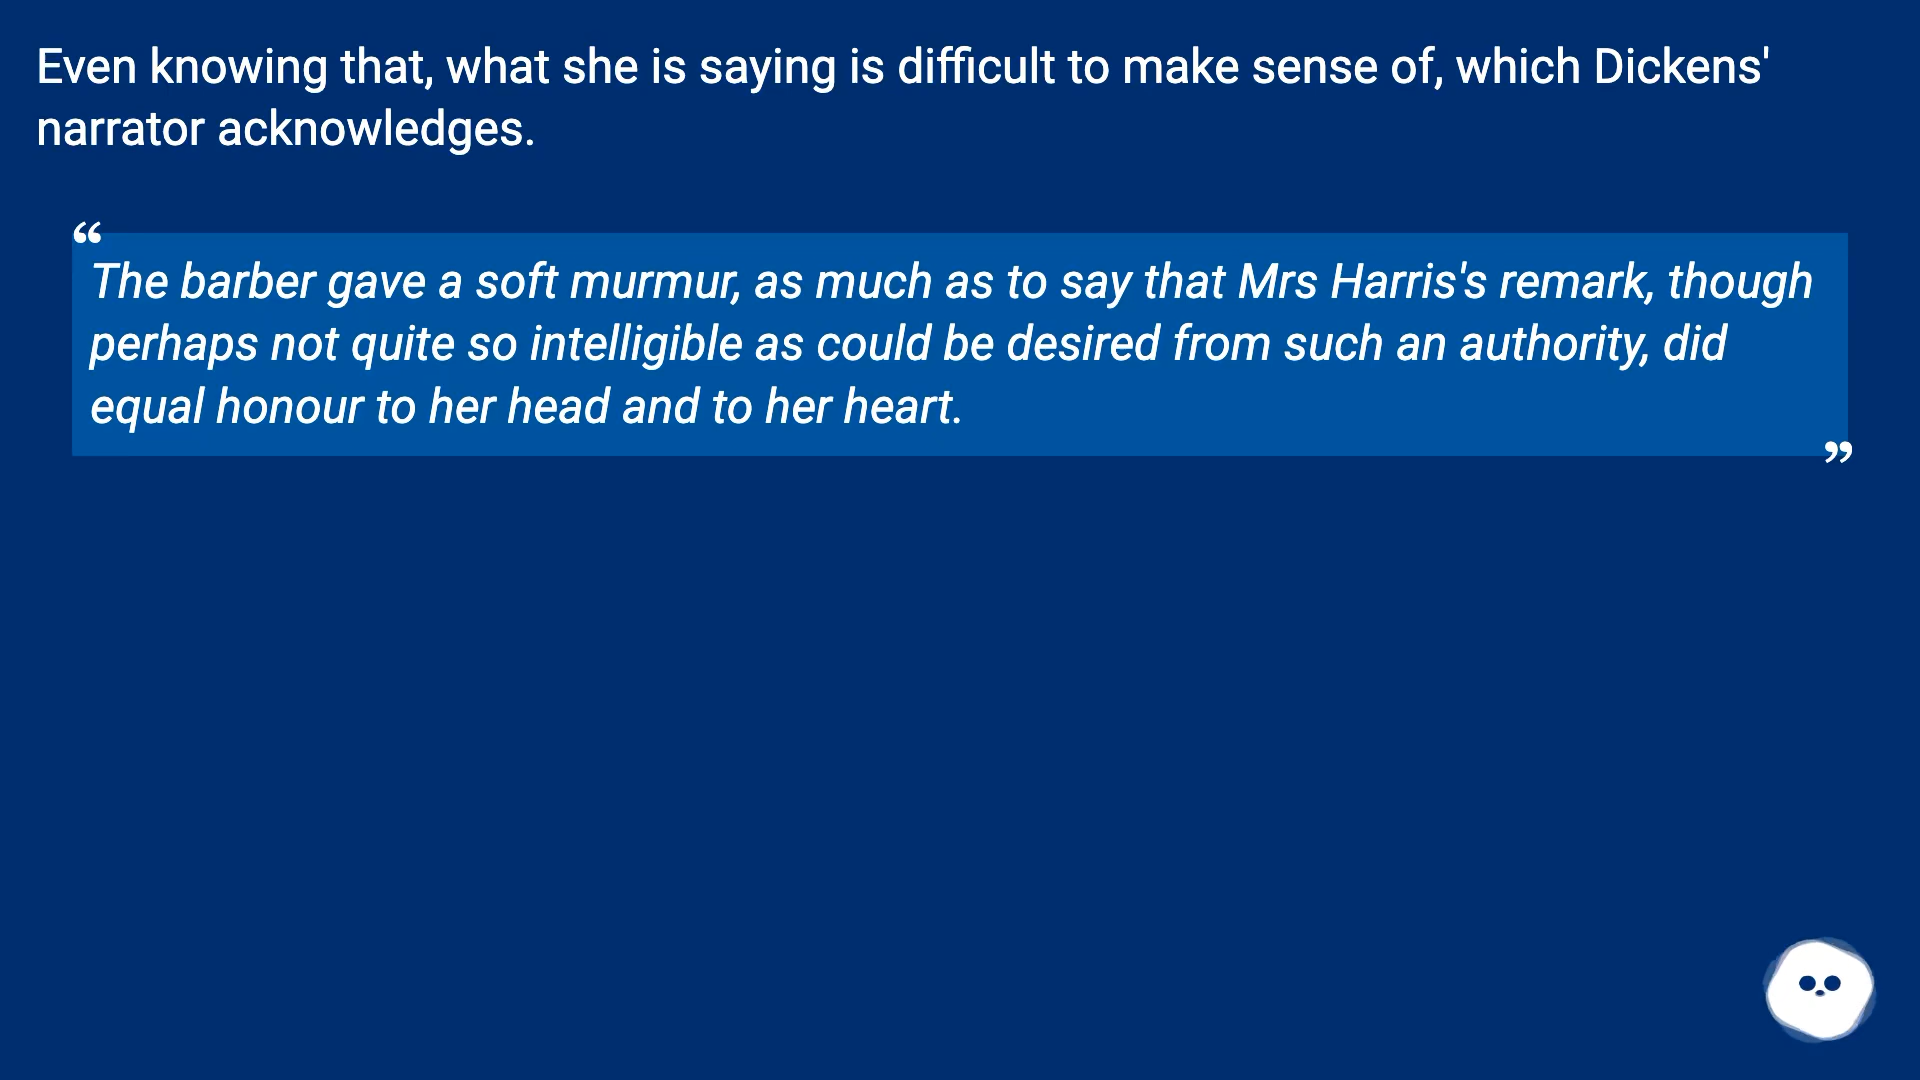 Even knowing that, what she is saying is difficult to make sense of, which Dickens'
narrator acknowledges.
“
The barber gave a soft murmur, as much as to say that Mrs Harris's remark, though
perhaps not quite so intelligible as could be desired from such an authority, did
equal honour to her head and to her heart.
”